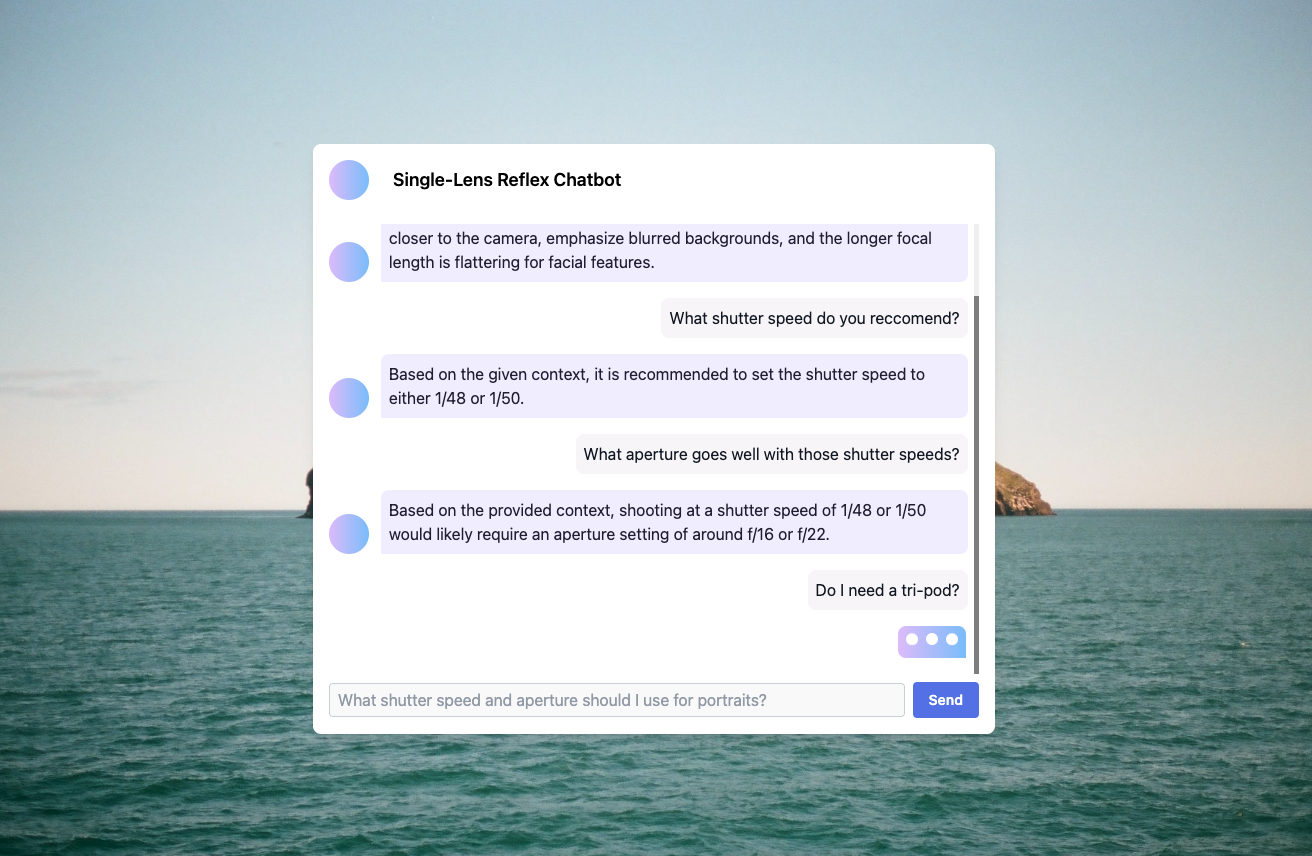 Single-Lens Reflex Chatbot
closer to the camera, emphasize blurred backgrounds, and the longer focal
length is flattering for facial features.
What shutter speed do you reccomend?
Based on the given context, it is recommended to set the shutter speed to
either 1/48 or 1/50.
What aperture goes well with those shutter speeds?
Based on the provided context, shooting at a shutter speed of 1/48 or 1/50
would likely require an aperture setting of around f/16 or f/22.
Do I need a tri-pod?
What shutter speed and aperture should I use for portraits?
Send